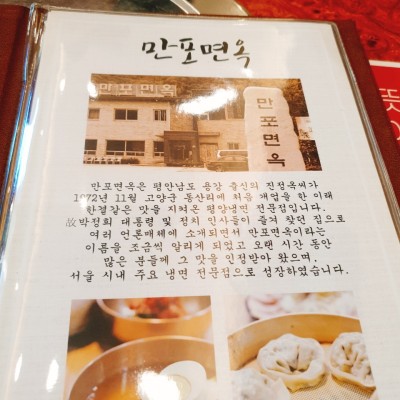 만포면옥
만포면옥
만포면옥
만포면옥은 평안남도 용강 출신의 진정옥씨가
1972년 11월 고양군 동산리에 처음 개업을 한 이래
한결같은 맛을 지켜온 평양냉면 전문점입니다.
故박정희 대통령 및 정치 인사들이 즐겨 찾던 집으로
여러 언론매체에 소개되면서 만포면옥이라는
이름을 조금씩 알리게 되었고 오랜 시간 동안
많은 분들께 그 맛을 인정받아 왔으며,
서울 시내 주요 냉면 전문점으로 성장하였습니다.